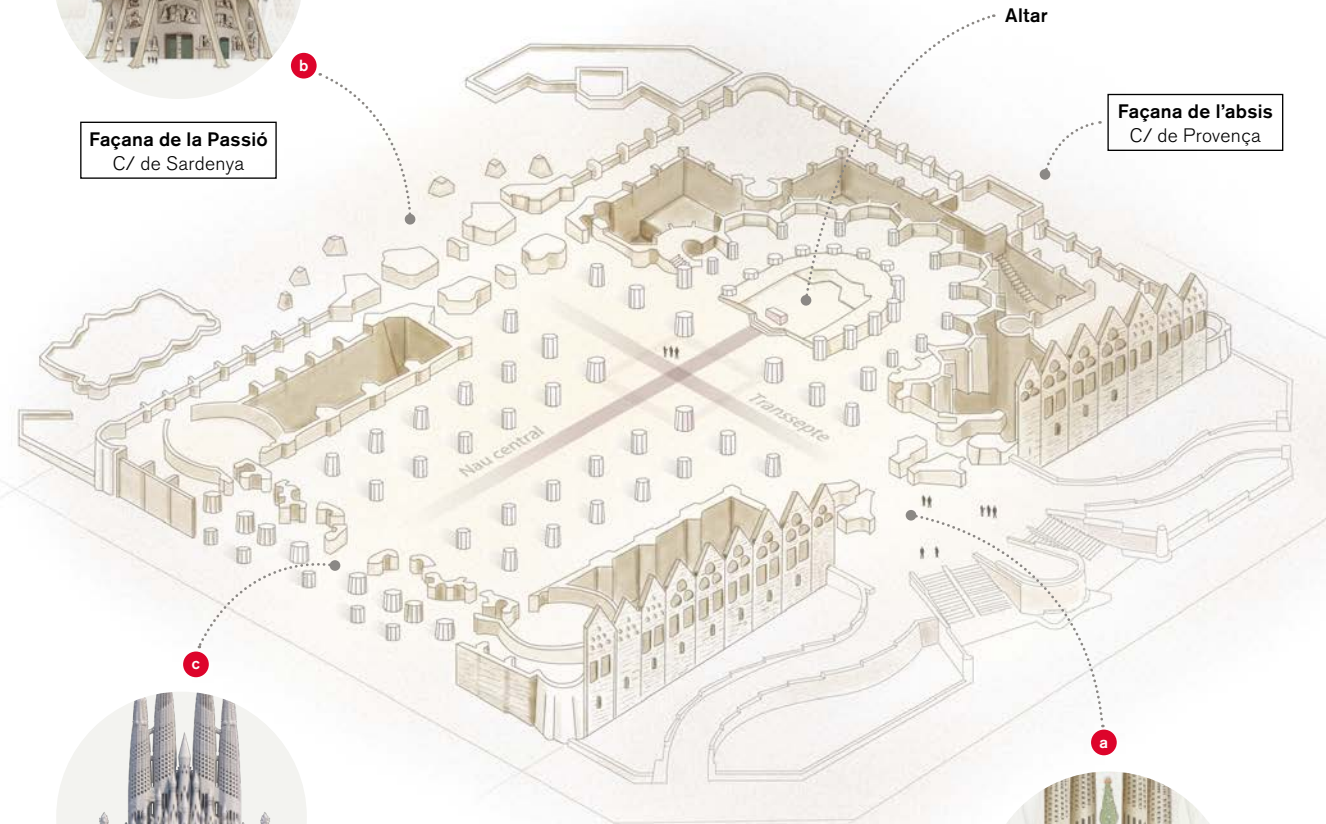 Altar
b
Façana de la Passió
C/ de Sardenya
Façana de l'absis
C/ de Provença
Nau central
Transsepte
c
a